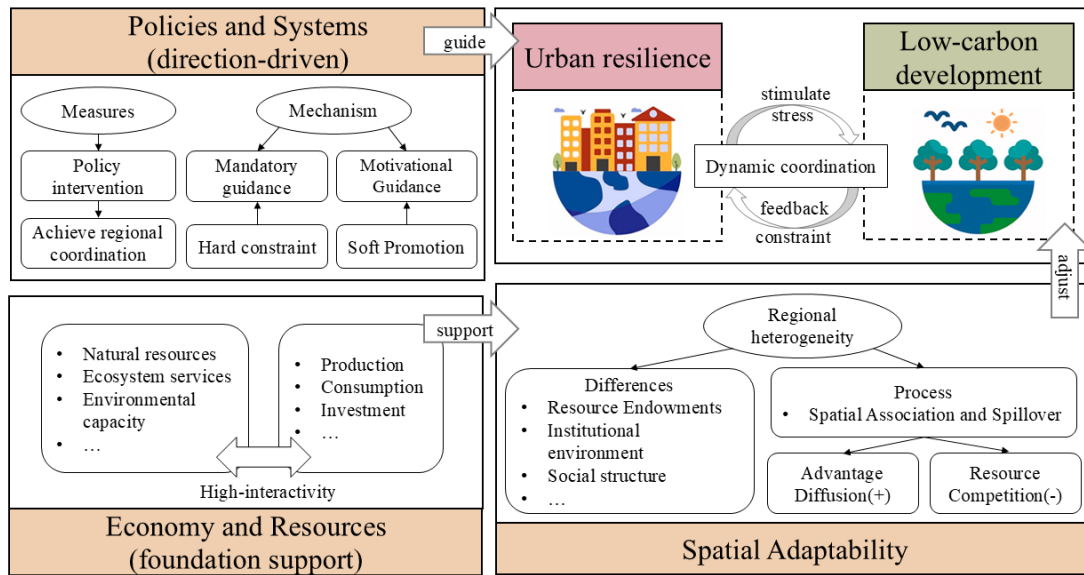 Policies and Systems
(direction-driven)
Measures
Mechanism
Policy
intervention
Mandatory
guidance
Motivational
Guidance
Achieve regional
coordination
Hard constraint
Soft Promotion
guide
Urban resilience
Low-carbon
development
stimulate
stress
Dynamic coordination
feedback
constraint
adjust
• Natural resources
• Ecosystem services
• Environmental
capacity
• …
• Production
• Consumption
• Investment
• …
High-interactivity
Economy and Resources
(foundation support)
support
Regional
heterogeneity
Differences
• Resource Endowments
• Institutional
environment
• Social structure
• …
Process
• Spatial Association and Spillover
Advantage
Diffusion(+)
Resource
Competition(-)
Spatial Adaptability